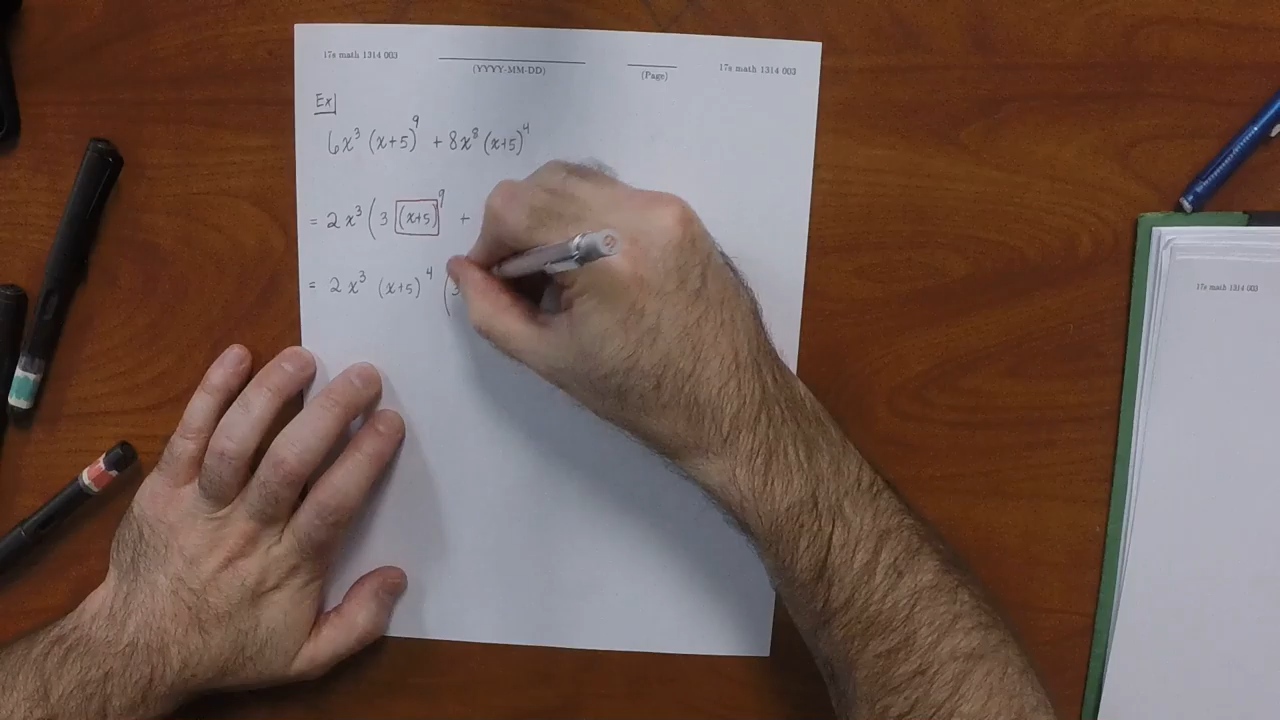 17s math 1314 003
(YYYY-MM-DD)
(Page)
17s math 1314 003
Ex
6x³ (x+5)⁹ + 8x⁸ (x+5)⁴
= 2x³ (3 (x+5)⁹ +
= 2x³ (x+5)⁴ (3
17s math 1314 003